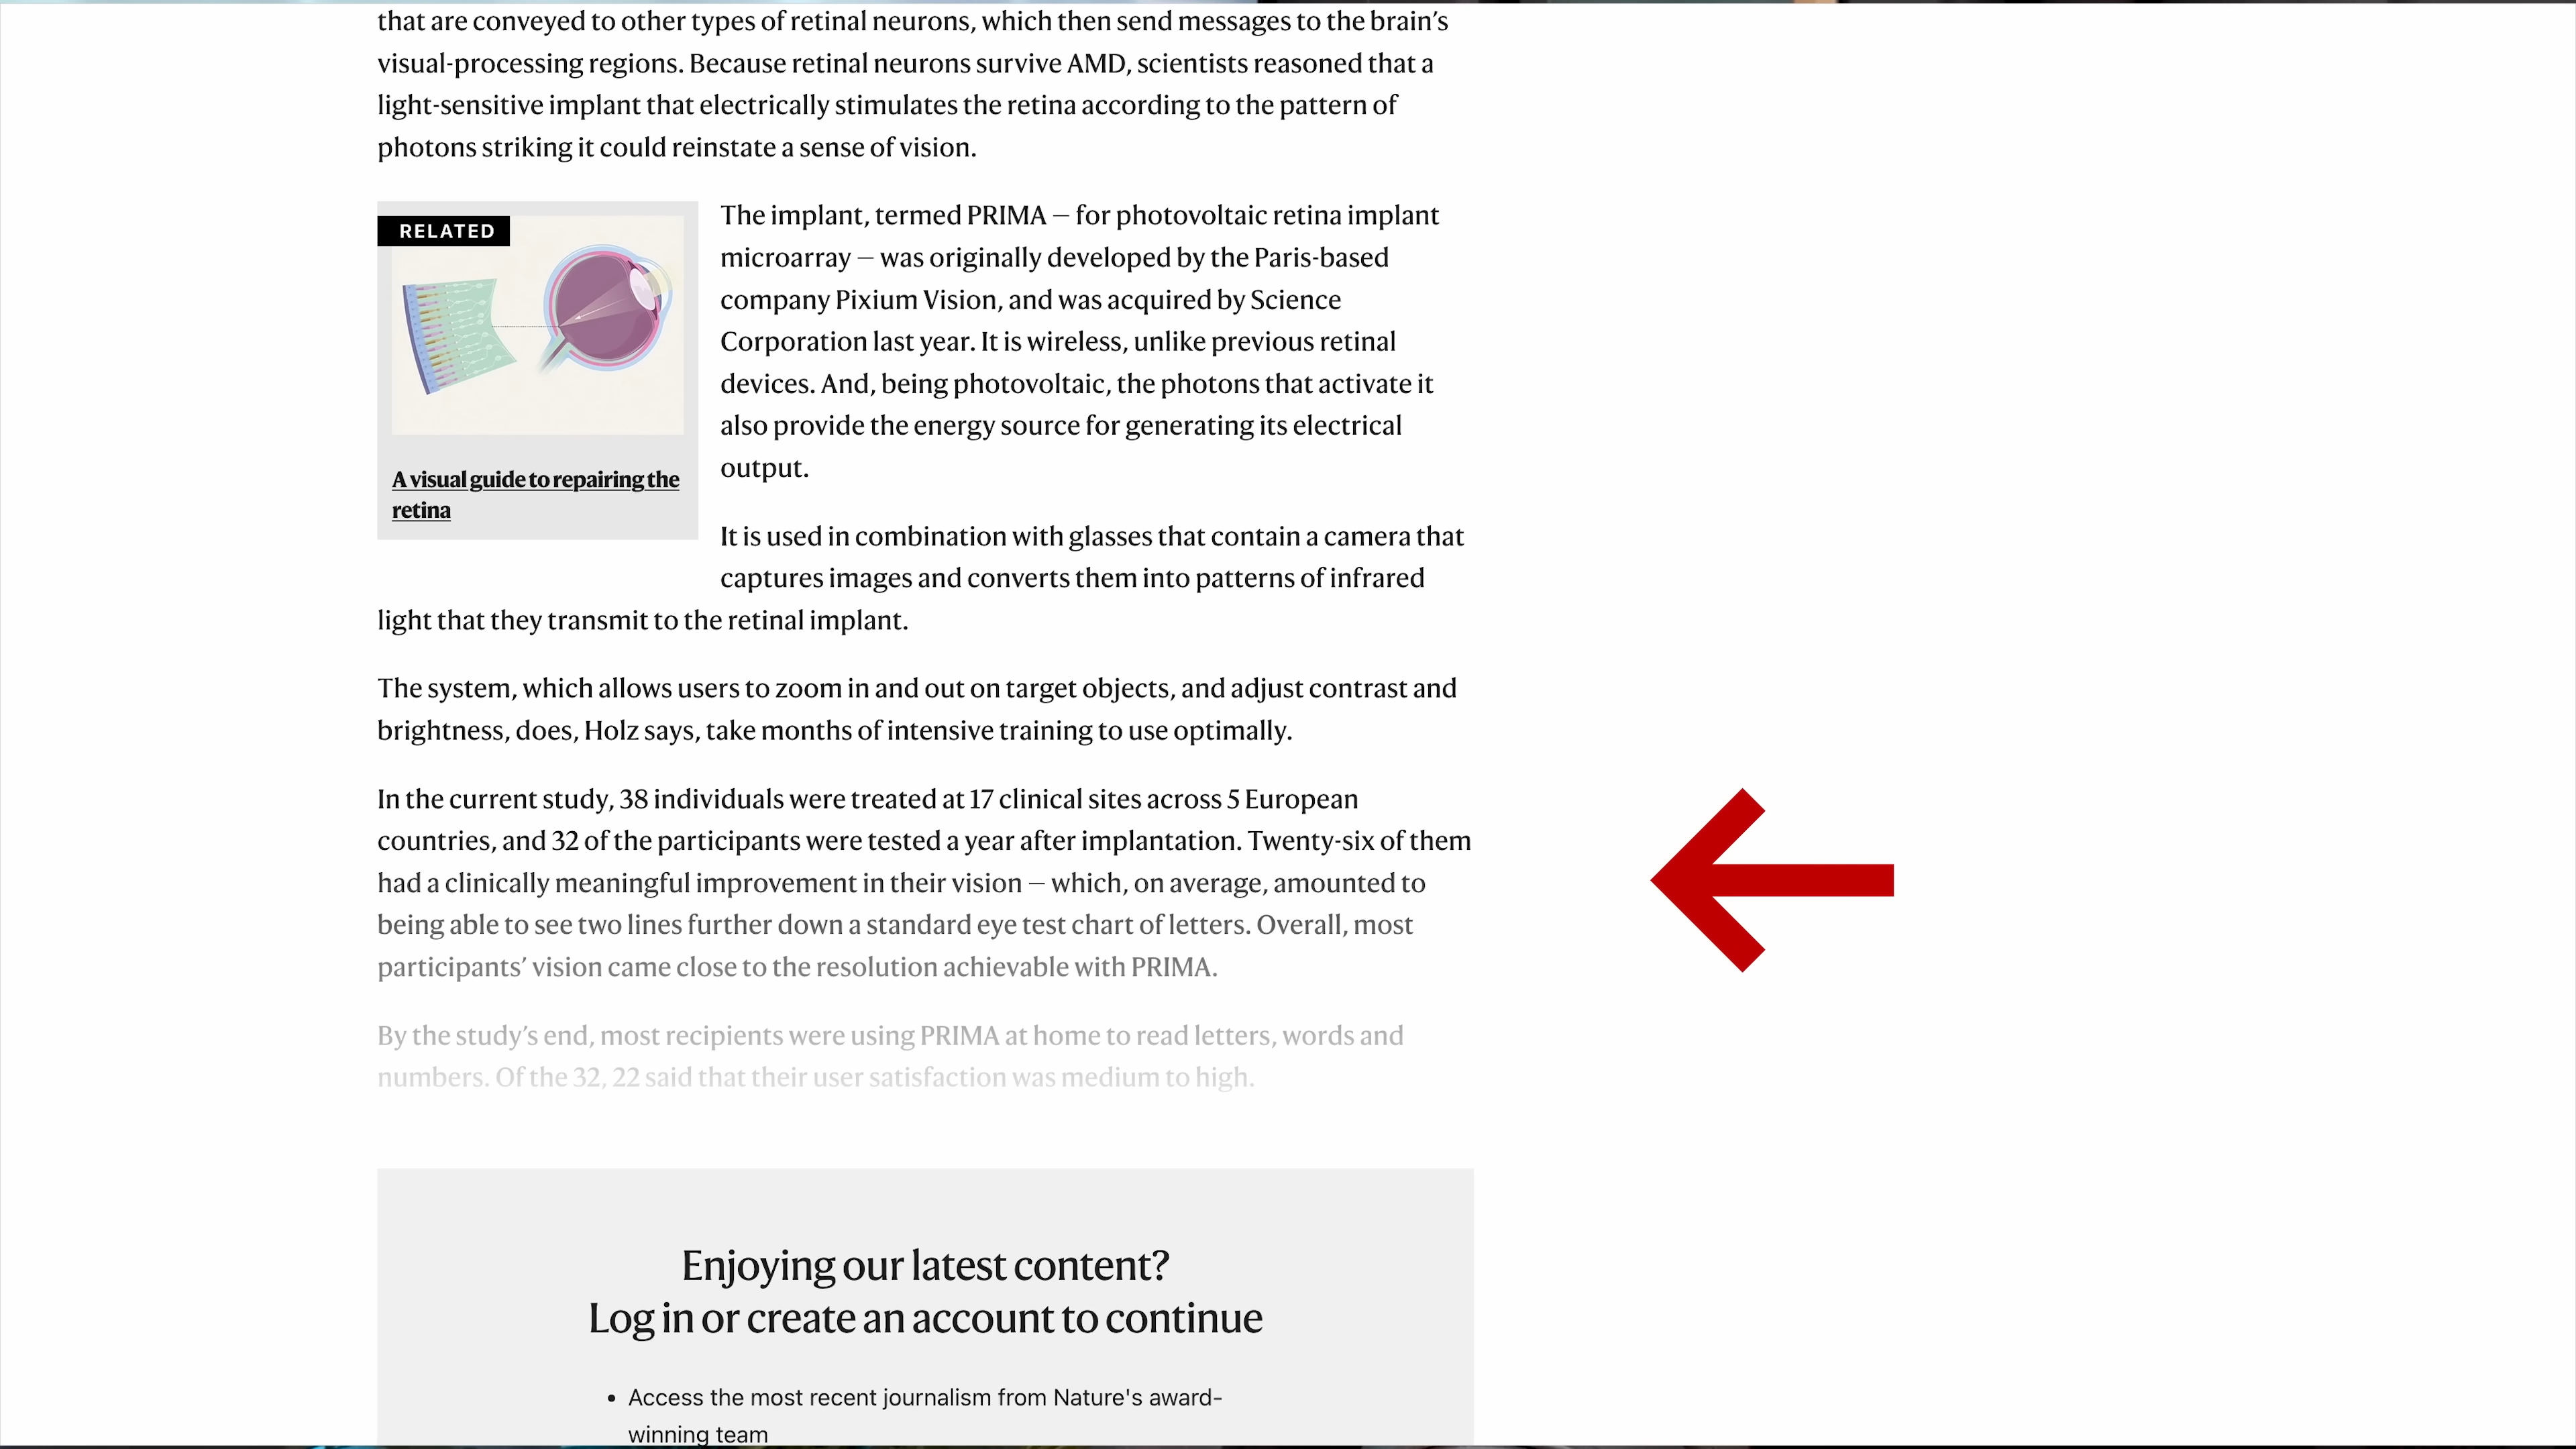 that are conveyed to other types of retinal neurons, which then send messages to the brain’s
visual-processing regions. Because retinal neurons survive AMD, scientists reasoned that a
light-sensitive implant that electrically stimulates the retina according to the pattern of
photons striking it could reinstate a sense of vision.
RELATED
A visual guide to repairing the
retina
The implant, termed PRIMA — for photovoltaic retina implant
microarray — was originally developed by the Paris-based
company Pixium Vision, and was acquired by Science
Corporation last year. It is wireless, unlike previous retinal
devices. And, being photovoltaic, the photons that activate it
also provide the energy source for generating its electrical
output.
It is used in combination with glasses that contain a camera that
captures images and converts them into patterns of infrared
light that they transmit to the retinal implant.
The system, which allows users to zoom in and out on target objects, and adjust contrast and
brightness, does, Holz says, take months of intensive training to use optimally.
In the current study, 38 individuals were treated at 17 clinical sites across 5 European
countries, and 32 of the participants were tested a year after implantation. Twenty-six of them
had a clinically meaningful improvement in their vision — which, on average, amounted to
being able to see two lines further down a standard eye test chart of letters. Overall, most
participants’ vision came close to the resolution achievable with PRIMA.
By the study’s end, most recipients were using PRIMA at home to read letters, words and
numbers. Of the 32, 22 said that their user satisfaction was medium to high.
Enjoying our latest content?
Log in or create an account to continue
• Access the most recent journalism from Nature's award-
winning team